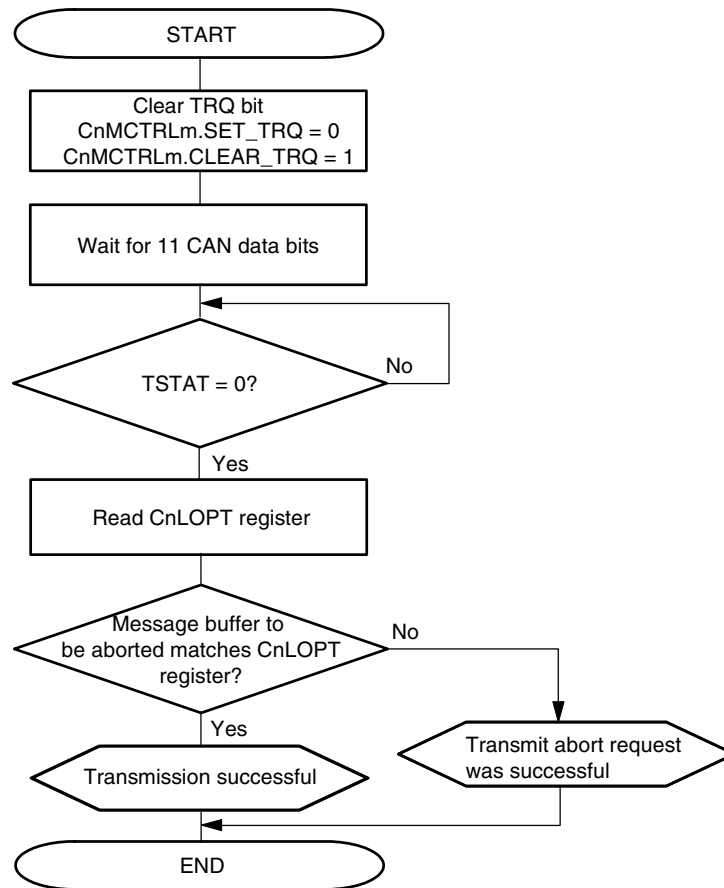 START
Clear TRQ bit
CnMCTRLm.SET_TRQ = 0
CnMCTRLm.CLEAR_TRQ = 1
Wait for 11 CAN data bits
TSTAT = 0?
No
Yes
Read CnLOPT register
Message buffer to
be aborted matches CnLOPT
register?
No
Yes
Transmission successful
Transmit abort request
was successful
END